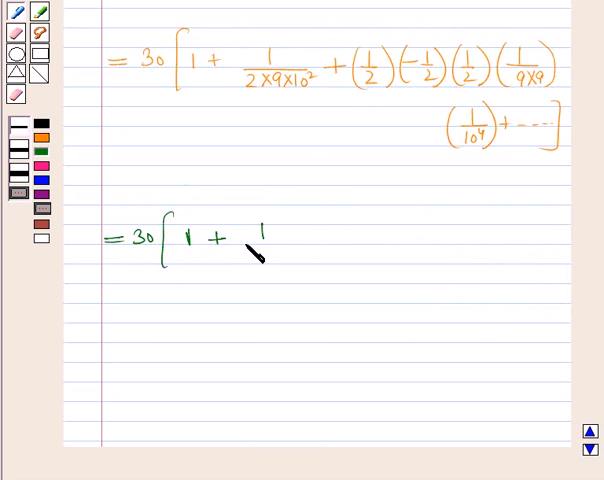 = 30 [ 1 + 1/(2×9×10²) + (1/2) (-1/2) (1/2) (1/(9×9))
(1/10⁴) + ---- ]
= 30 [ 1 + 1